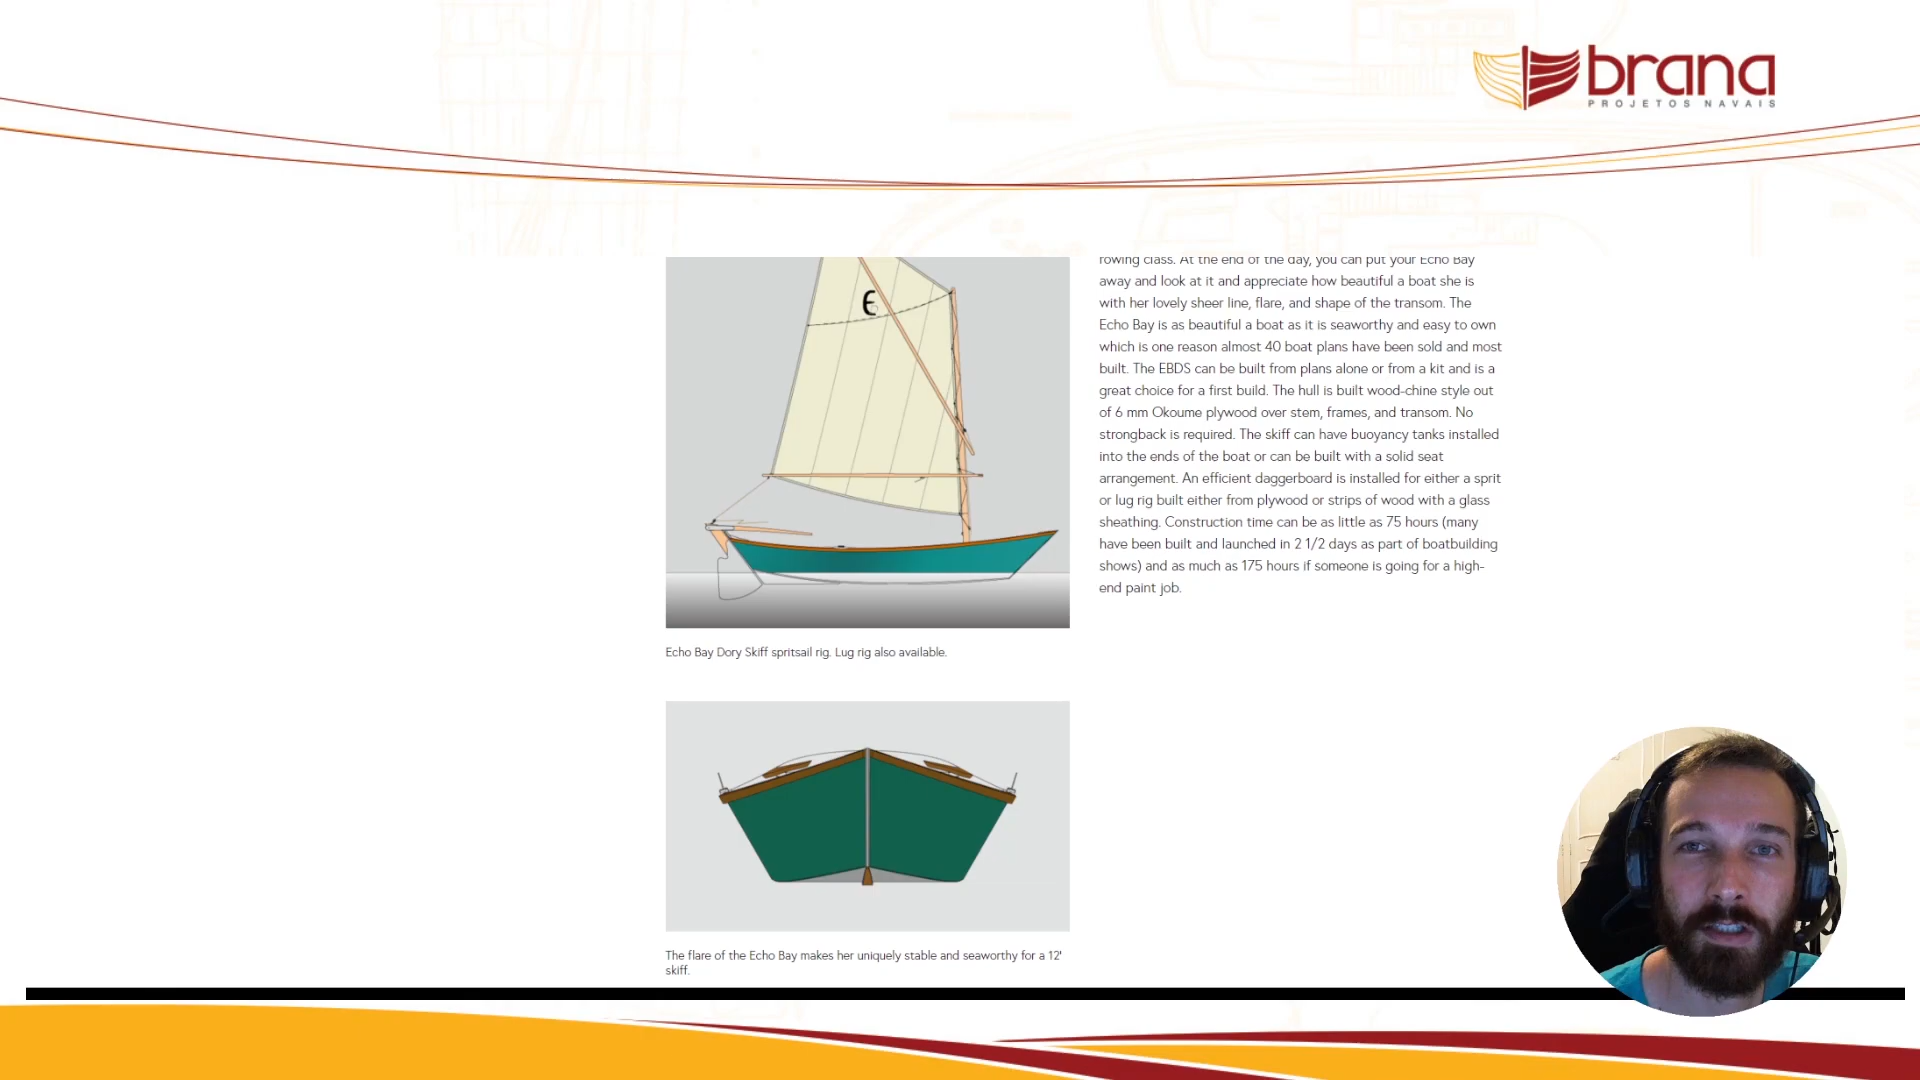 brana
PROJETOS NAVAIS
rowing class. At the end of the day, you can put your Echo Bay
away and look at it and appreciate how beautiful a boat she is
with her lovely sheer line, flare, and shape of the transom. The
Echo Bay is as beautiful a boat as it is seaworthy and easy to own
which is one reason almost 40 boat plans have been sold and most
built. The EBDS can be built from plans alone or from a kit and is a
great choice for a first build. The hull is built wood-chine style out
of 6 mm Okoume plywood over stem, frames, and transom. No
strongback is required. The skiff can have buoyancy tanks installed
into the ends of the boat or can be built with a solid seat
arrangement. An efficient daggerboard is installed for either a sprit
or lug rig built either from plywood or strips of wood with a glass
sheathing. Construction time can be as little as 75 hours (many
have been built and launched in 2 1/2 days as part of boatbuilding
shows) and as much as 175 hours if someone is going for a high-
end paint job.
Echo Bay Dory Skiff spritsail rig. Lug rig also available.
The flare of the Echo Bay makes her uniquely stable and seaworthy for a 12'
skiff.